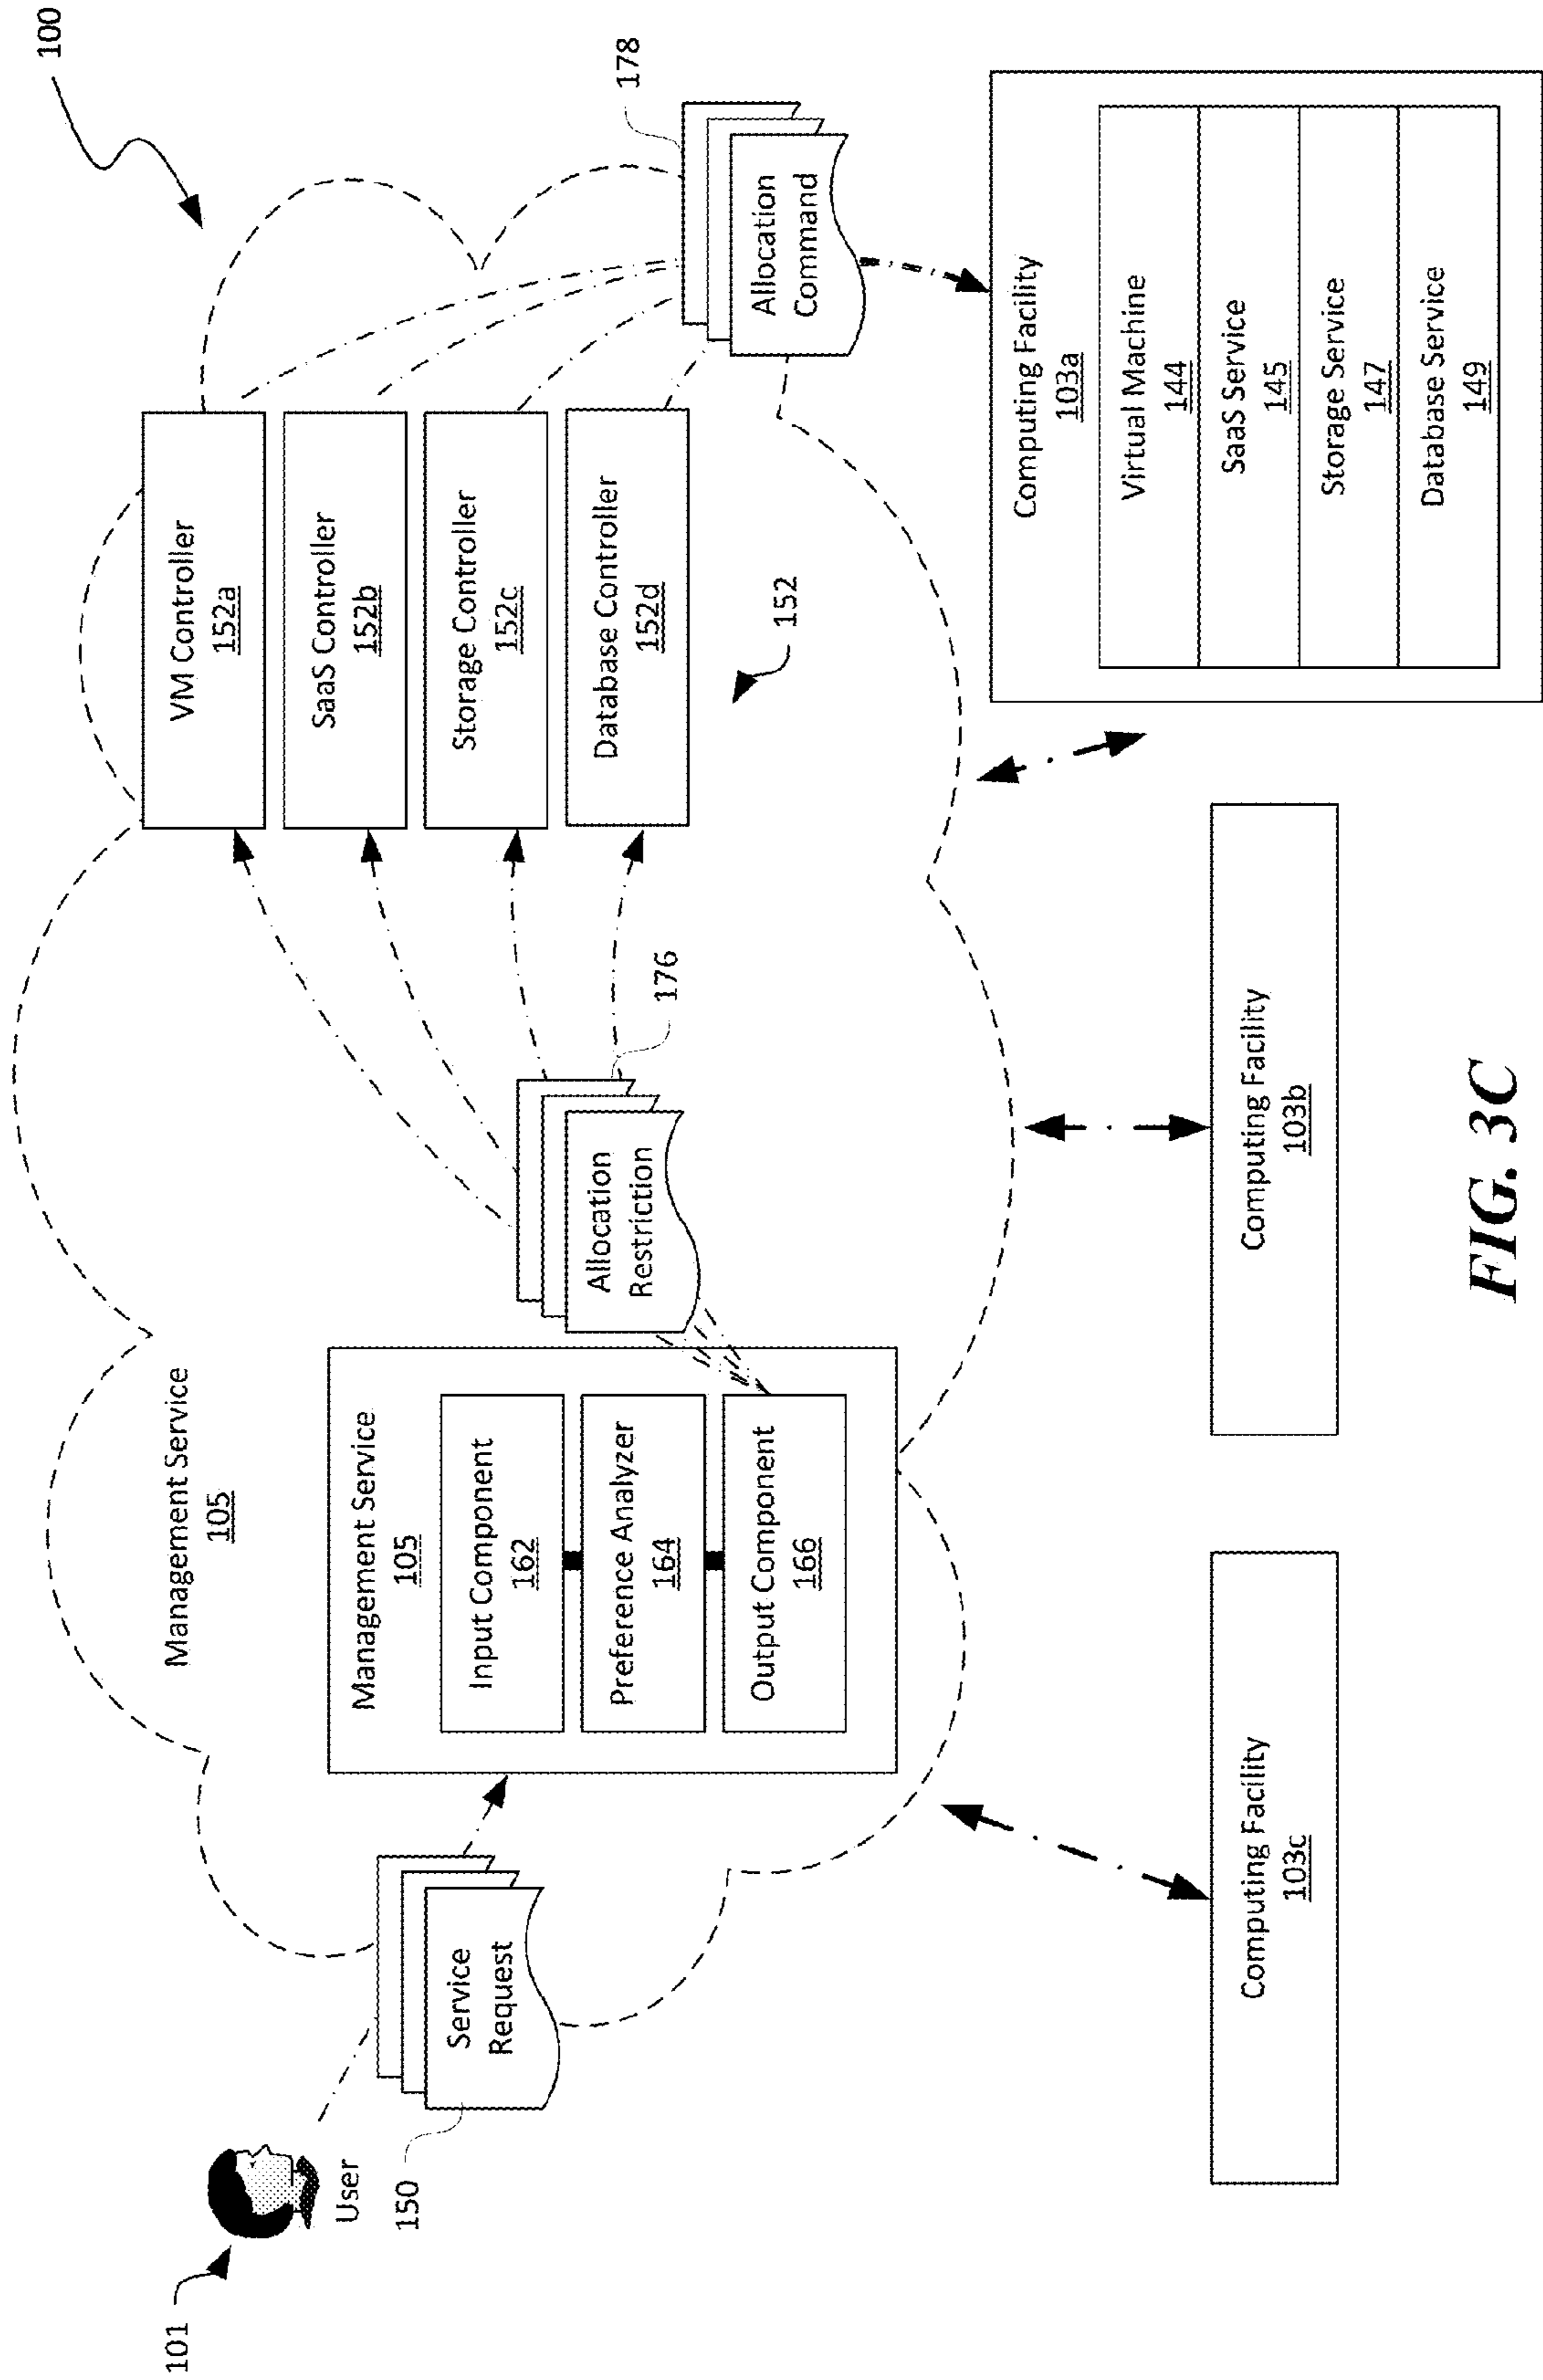 100
Management Service
105
VM Controller
152a
SaaS Controller
152b
Storage Controller
152c
Database Controller
152d
152
178
Allocation
Command
176
Allocation
Restriction
Management Service
105
Input Component
162
Preference Analyzer
164
Output Component
166
101
User
150
Service
Request
Computing Facility
103c
Computing Facility
103b
Computing Facility
103a
Virtual Machine
144
SaaS Service
145
Storage Service
147
Database Service
149
FIG. 3C